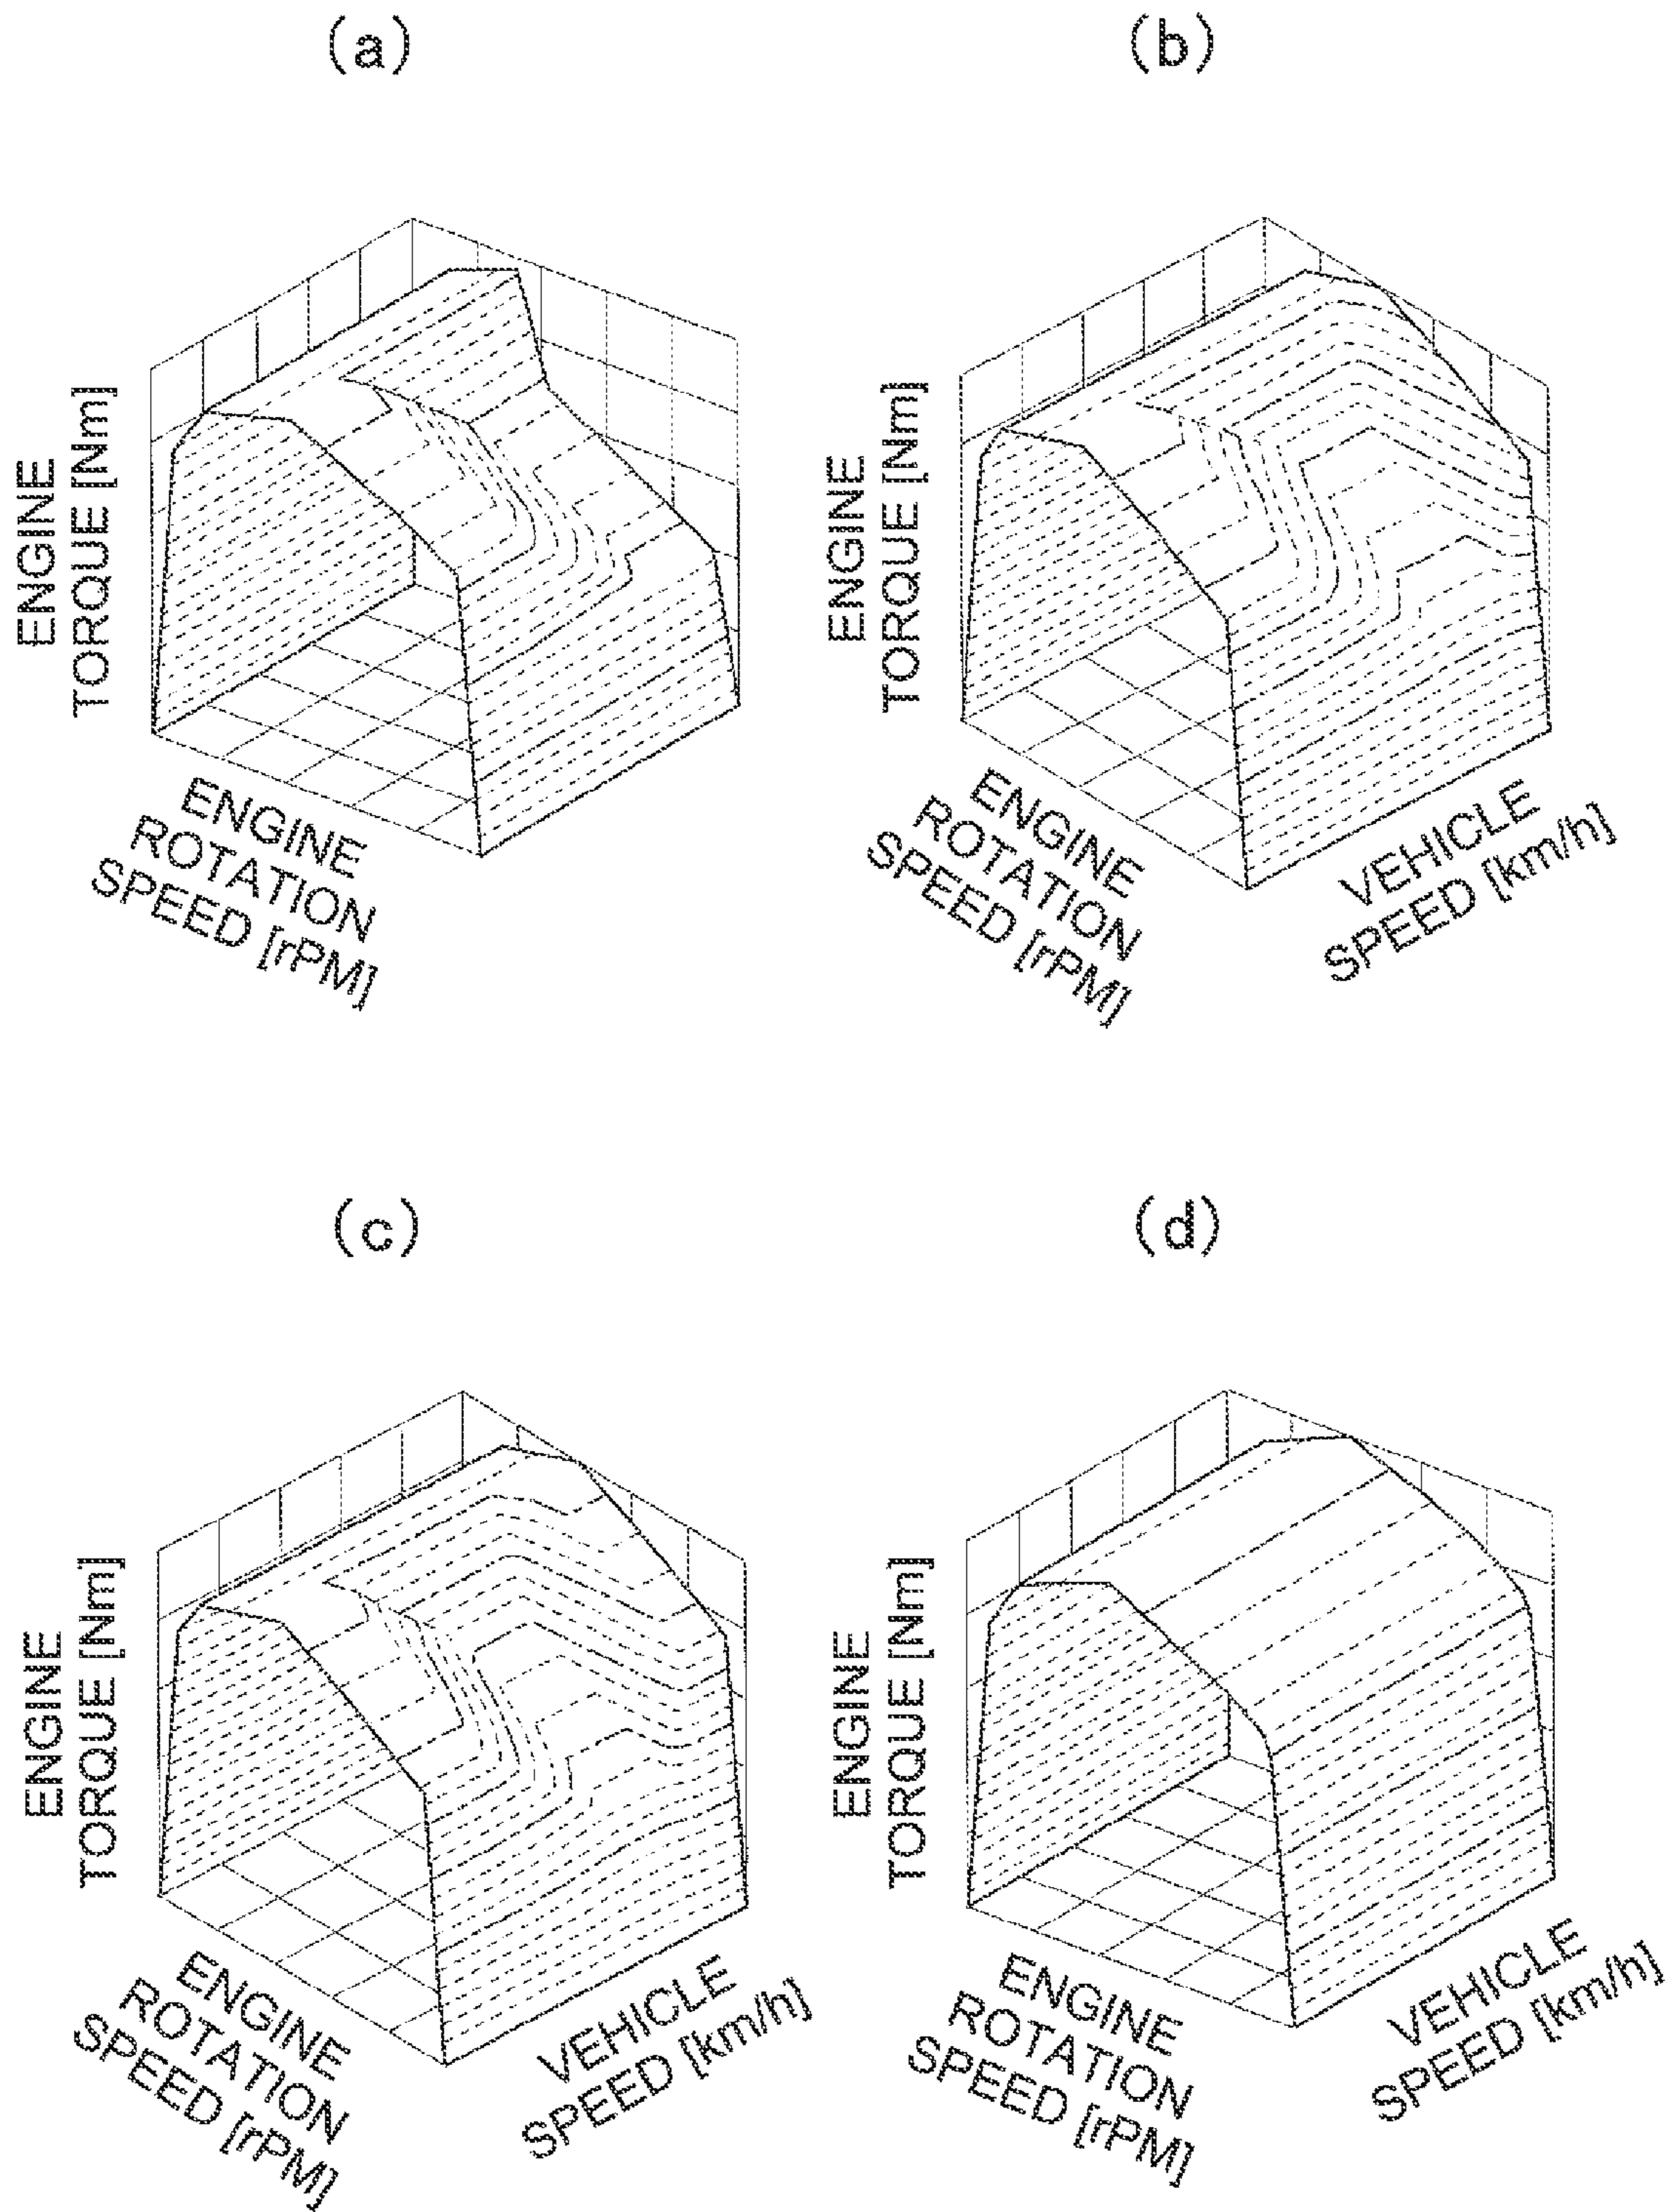 (a)
ENGINE
TORQUE [Nm]
ENGINE
ROTATION
SPEED [rPM]
(b)
ENGINE
TORQUE [Nm]
ENGINE
ROTATION
SPEED [rPM]
VEHICLE
SPEED [km/h]
(c)
ENGINE
TORQUE [Nm]
ENGINE
ROTATION
SPEED [rPM]
VEHICLE
SPEED [km/h]
(d)
ENGINE
TORQUE [Nm]
ENGINE
ROTATION
SPEED [rPM]
VEHICLE
SPEED [km/h]